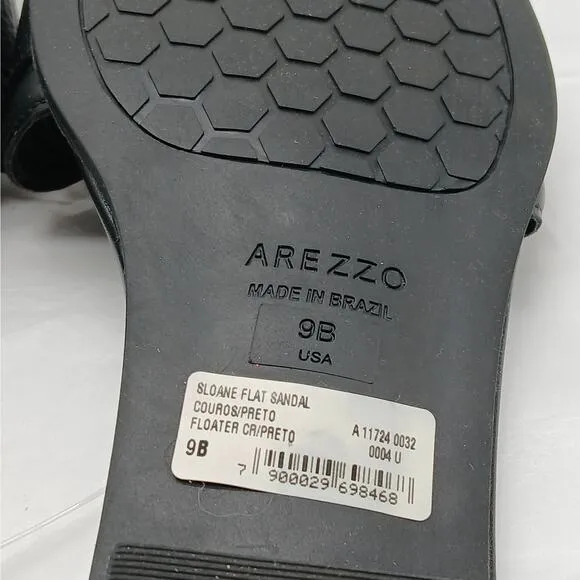 AREZZO
MADE IN BRAZIL
9B
USA
SLOANE FLAT SANDAL
COUROS/PRETO
FLOATER CR/PRETO
A 11724 0032
0004 U
9B
7 900029 698468